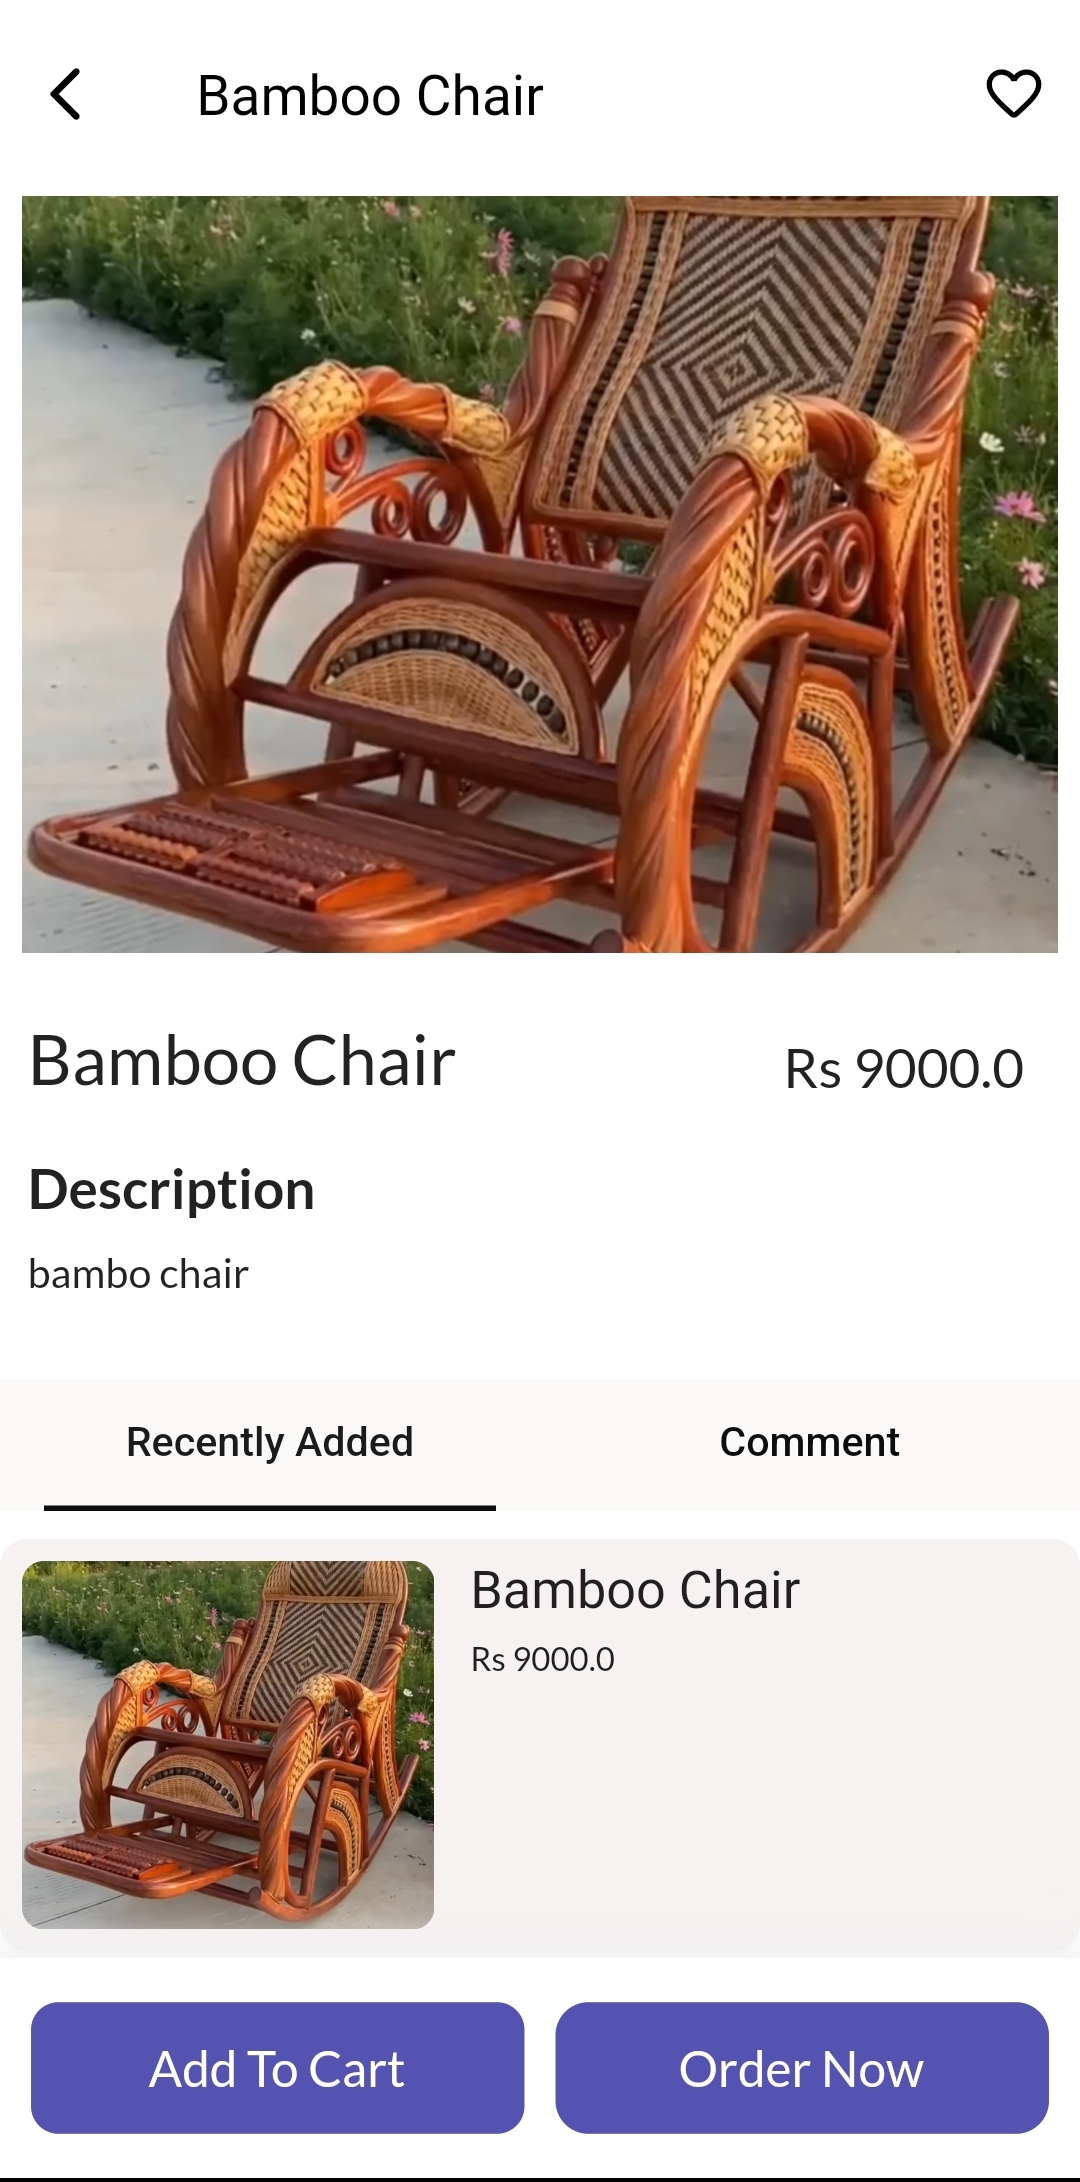 Bamboo Chair
Bamboo Chair
Rs 9000.0
Description
bambo chair
Recently Added
Comment
Bamboo Chair
Rs 9000.0
Add To Cart
Order Now